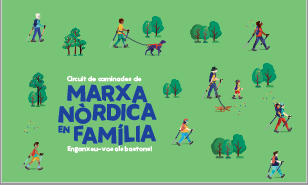 Circuit de caminades de
MARXA
NÒRDICA
EN FAMÍLIA
Enganxeu-vos als bastons!